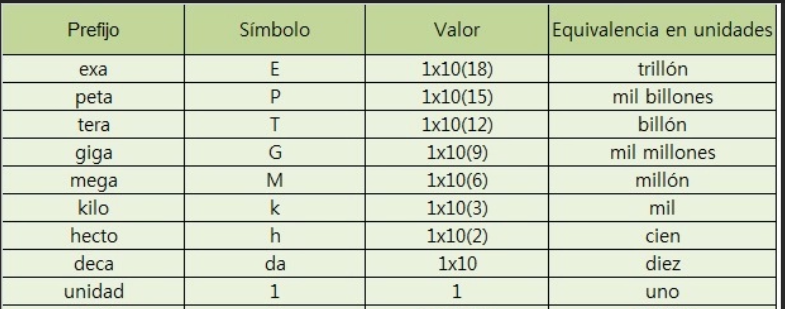 Prefijo Símbolo Valor Equivalencia en unidades
exa E 1x10(18) trillón
peta P 1x10(15) mil billones
tera T 1x10(12) billón
giga G 1x10(9) mil millones
mega M 1x10(6) millón
kilo k 1x10(3) mil
hecto h 1x10(2) cien
deca da 1x10 diez
unidad 1 1 uno